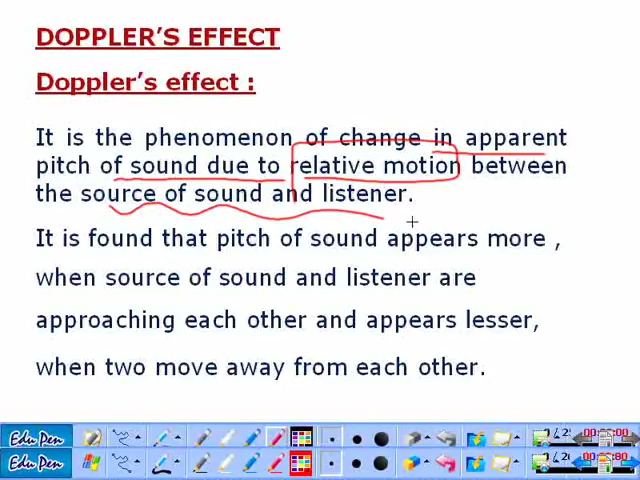 DOPPLER'S EFFECT
Doppler's effect :
It is the phenomenon of change in apparent
pitch of sound due to relative motion between
the source of sound and listener.
It is found that pitch of sound appears more ,
when source of sound and listener are
approaching each other and appears lesser,
when two move away from each other.
Edu Pen
Edu Pen